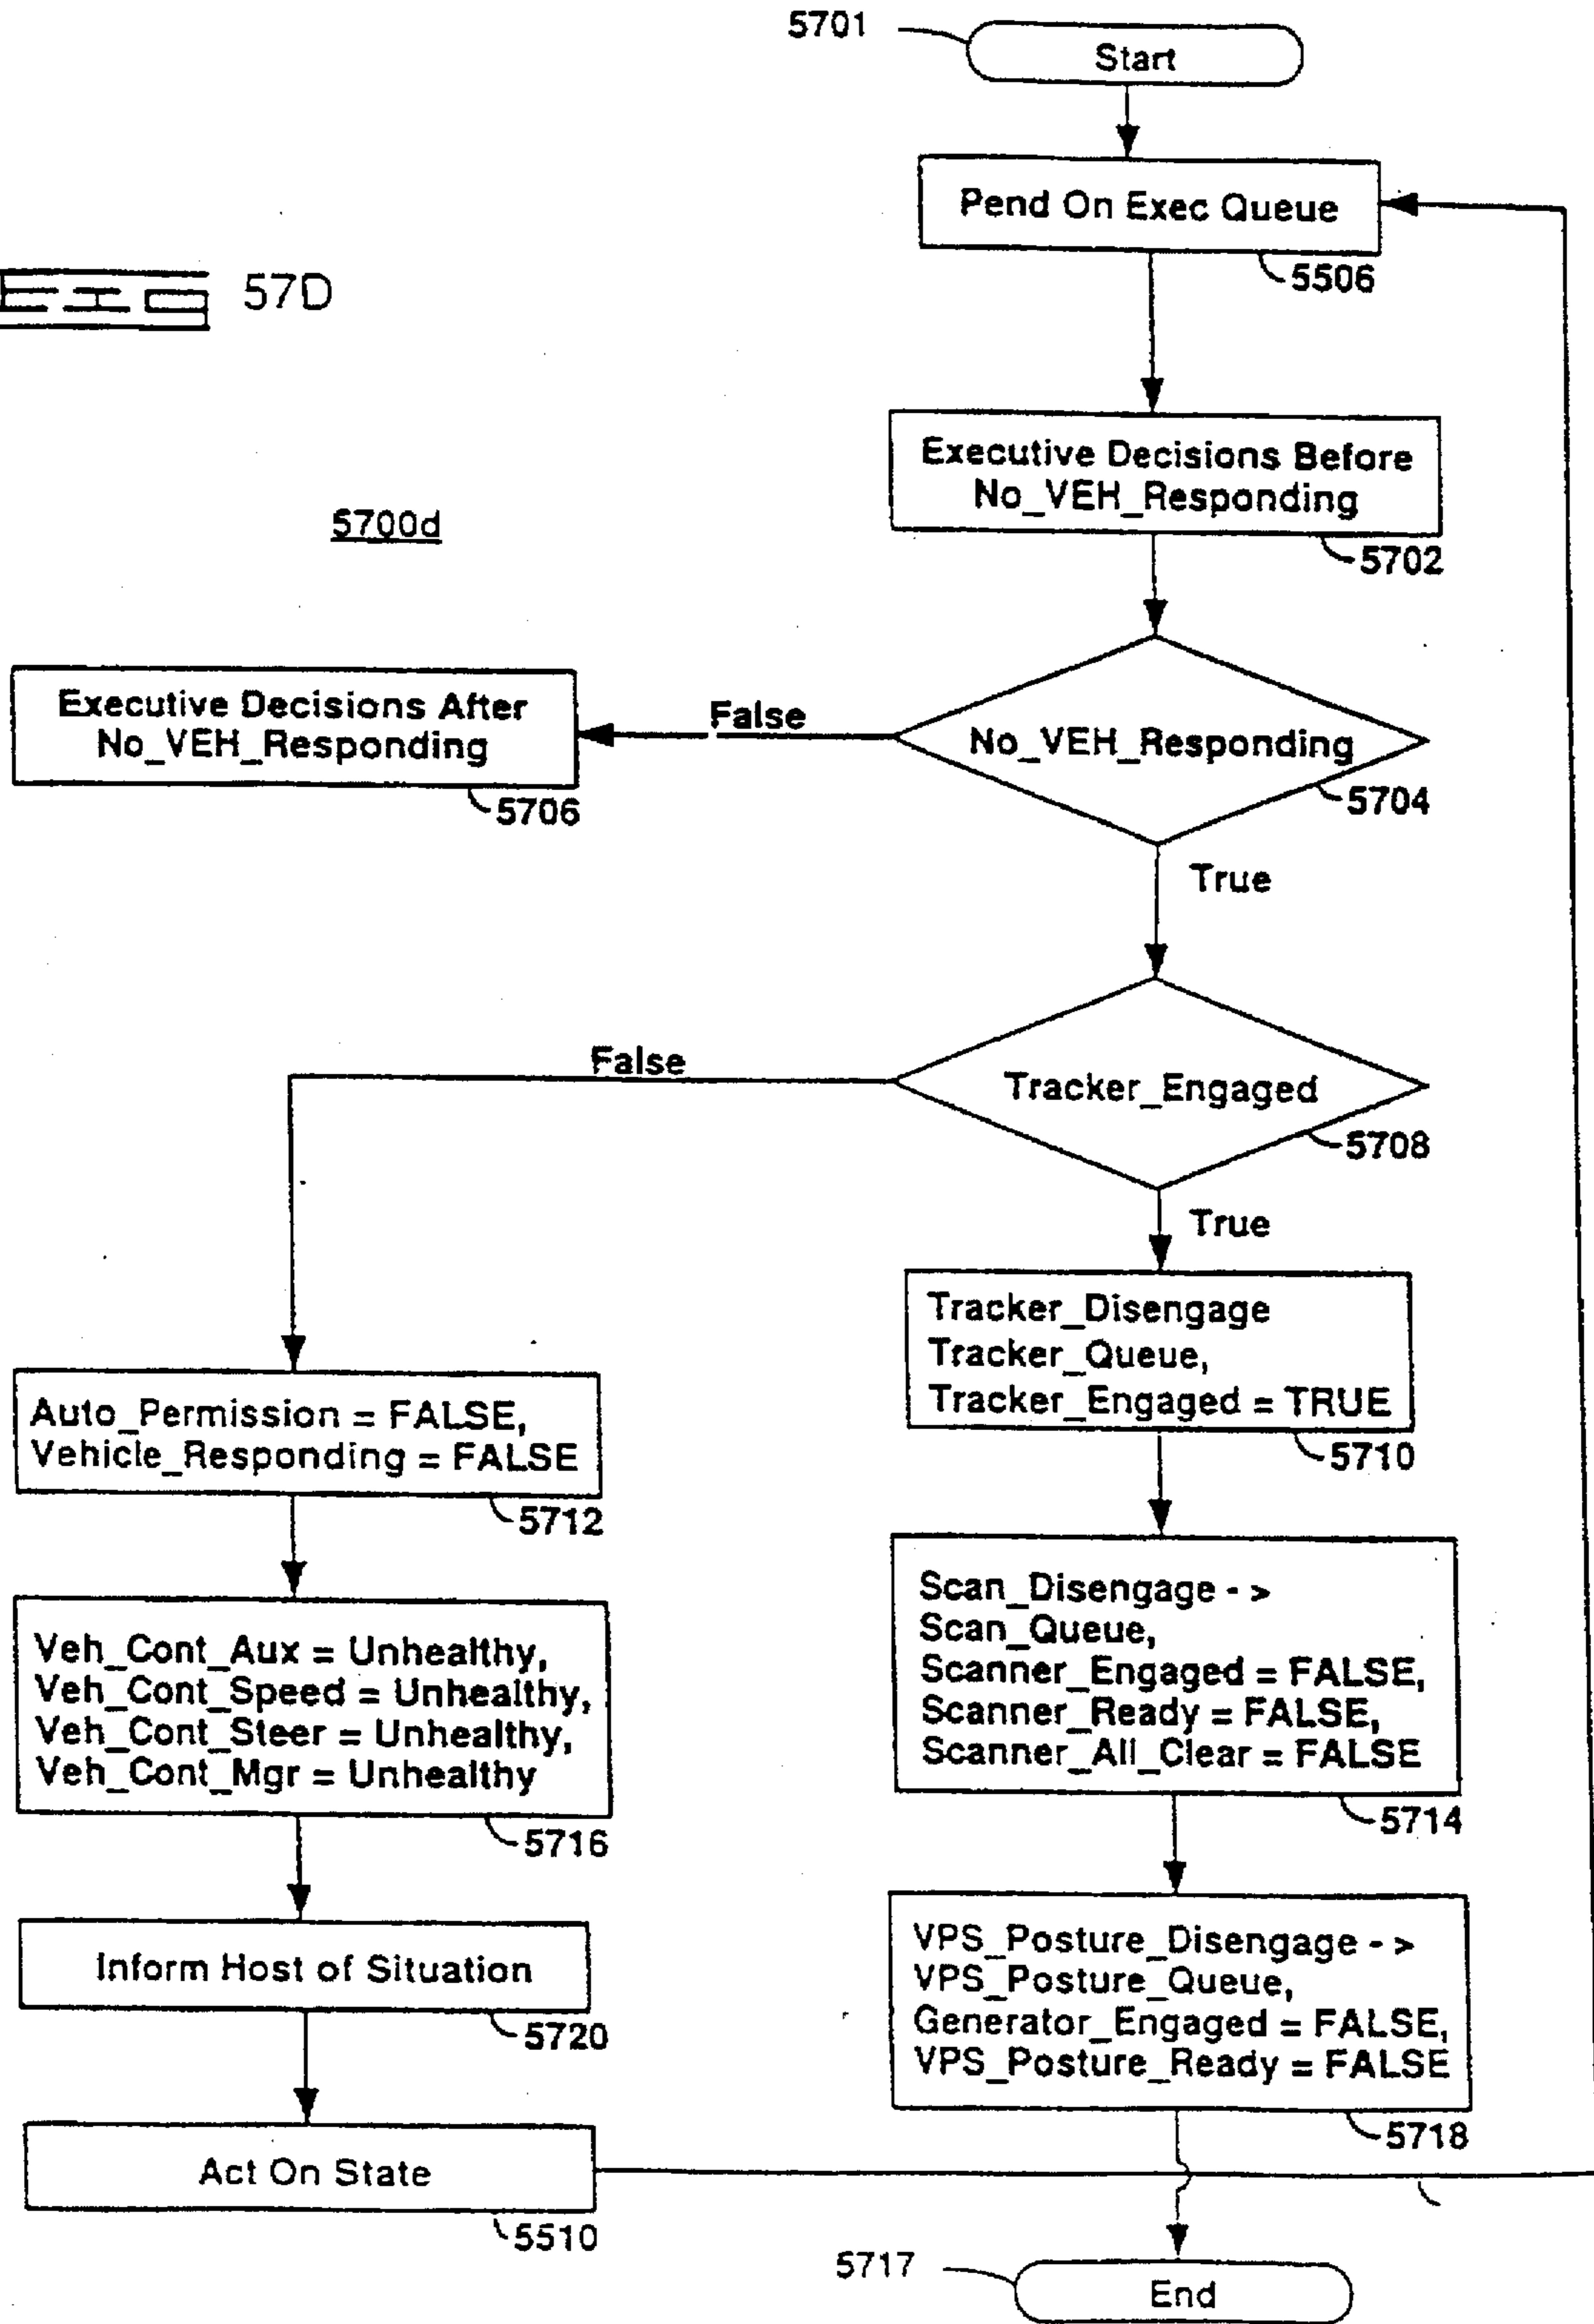 5701
Start
Pend On Exec Queue
5506
57D
Executive Decisions Before
No_VEH_Responding
5702
5700d
Executive Decisions After
No_VEH_Responding
5706
False
No_VEH_Responding
5704
True
False
Tracker_Engaged
5708
True
Tracker_Disengage
Tracker_Queue,
Tracker_Engaged = TRUE
5710
Auto_Permission = FALSE,
Vehicle_Responding = FALSE
5712
Scan_Disengage - >
Scan_Queue,
Scanner_Engaged = FALSE,
Scanner_Ready = FALSE,
Scanner_All_Clear = FALSE
5714
Veh_Cont_Aux = Unhealthy,
Veh_Cont_Speed = Unhealthy,
Veh_Cont_Steer = Unhealthy,
Veh_Cont_Mgr = Unhealthy
5716
VPS_Posture_Disengage - >
VPS_Posture_Queue,
Generator_Engaged = FALSE,
VPS_Posture_Ready = FALSE
5718
Inform Host of Situation
5720
Act On State
5510
5717
End